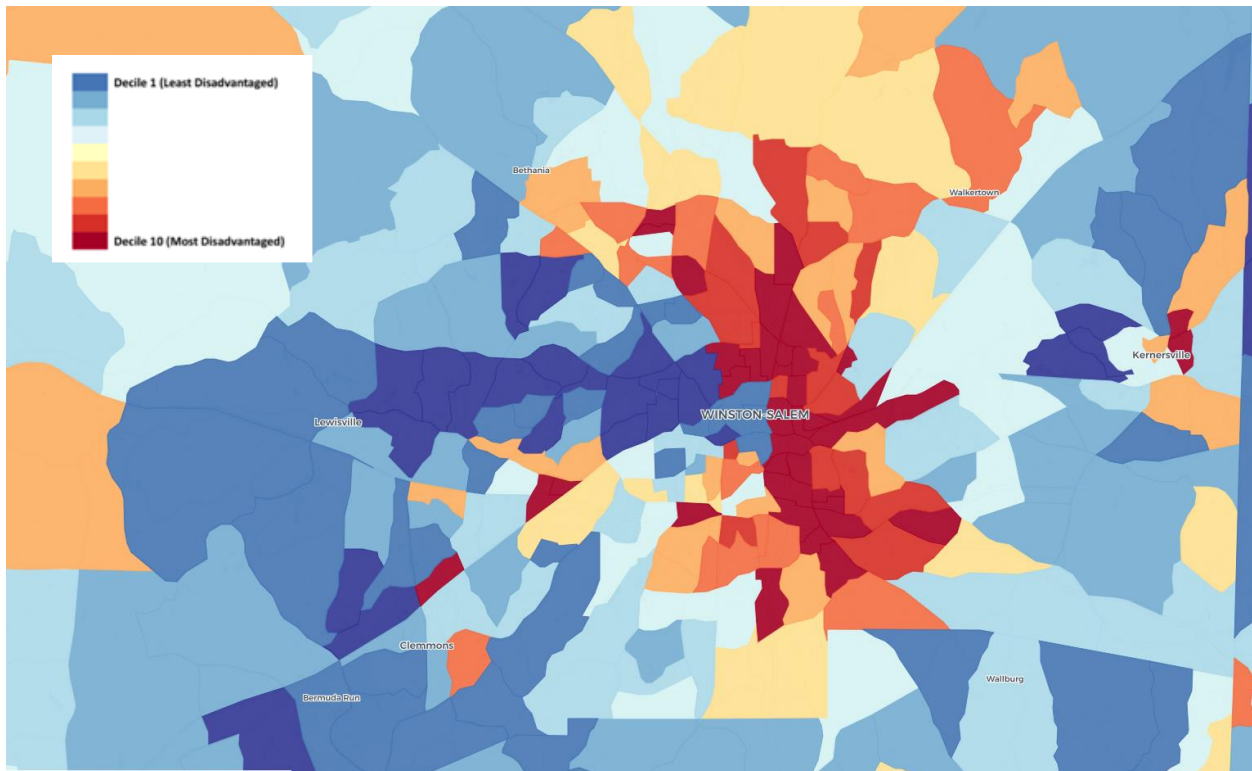 Decile 1 (Least Disadvantaged)
Decile 10 (Most Disadvantaged)
Bethania
Walkertown
Kernersville
Lewisville
WINSTON-SALEM
Clemmons
Bermuda Run
Wallburg